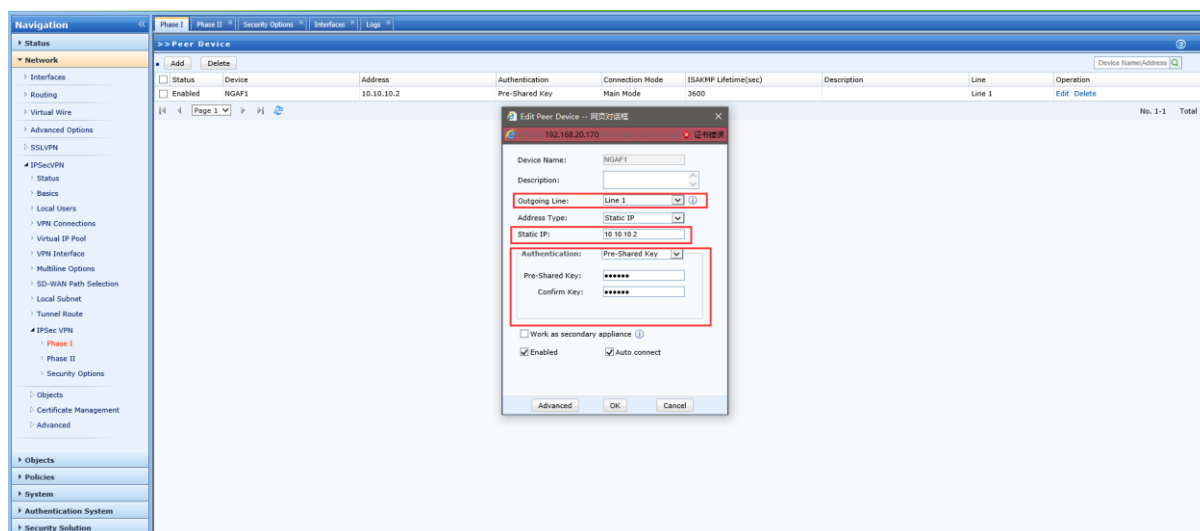 Navigation «
Phase I Phase II × Security Options × Interfaces × Logs ×
Status
>>Peer Device
Network
Add Delete
Device Name|Address
Status Device Address Authentication Connection Mode ISAKMP Lifetime(sec) Description Line Operation
Enabled NGAF1 10.10.10.2 Pre-Shared Key Main Mode 3600 Line 1 Edit Delete
Page 1
No. 1-1 Total
Interfaces
Routing
Virtual Wire
Advanced Options
SSLVPN
IPSecVPN
Status
Basics
Local Users
VPN Connections
Virtual IP Pool
VPN Interface
Multiline Options
SD-WAN Path Selection
Local Subnet
Tunnel Route
IPSec VPN
Phase I
Phase II
Security Options
Objects
Certificate Management
Advanced
Objects
Policies
System
Authentication System
Security Solution
Edit Peer Device -- 网页对话框 ×
192.168.20.170 证书错误
Device Name: NGAF1
Description:
Outgoing Line: Line 1
Address Type: Static IP
Static IP: 10.10.10.2
Authentication: Pre-Shared Key
Pre-Shared Key: ••••••
Confirm Key: ••••••
Work as secondary appliance
Enabled Auto connect
Advanced OK Cancel